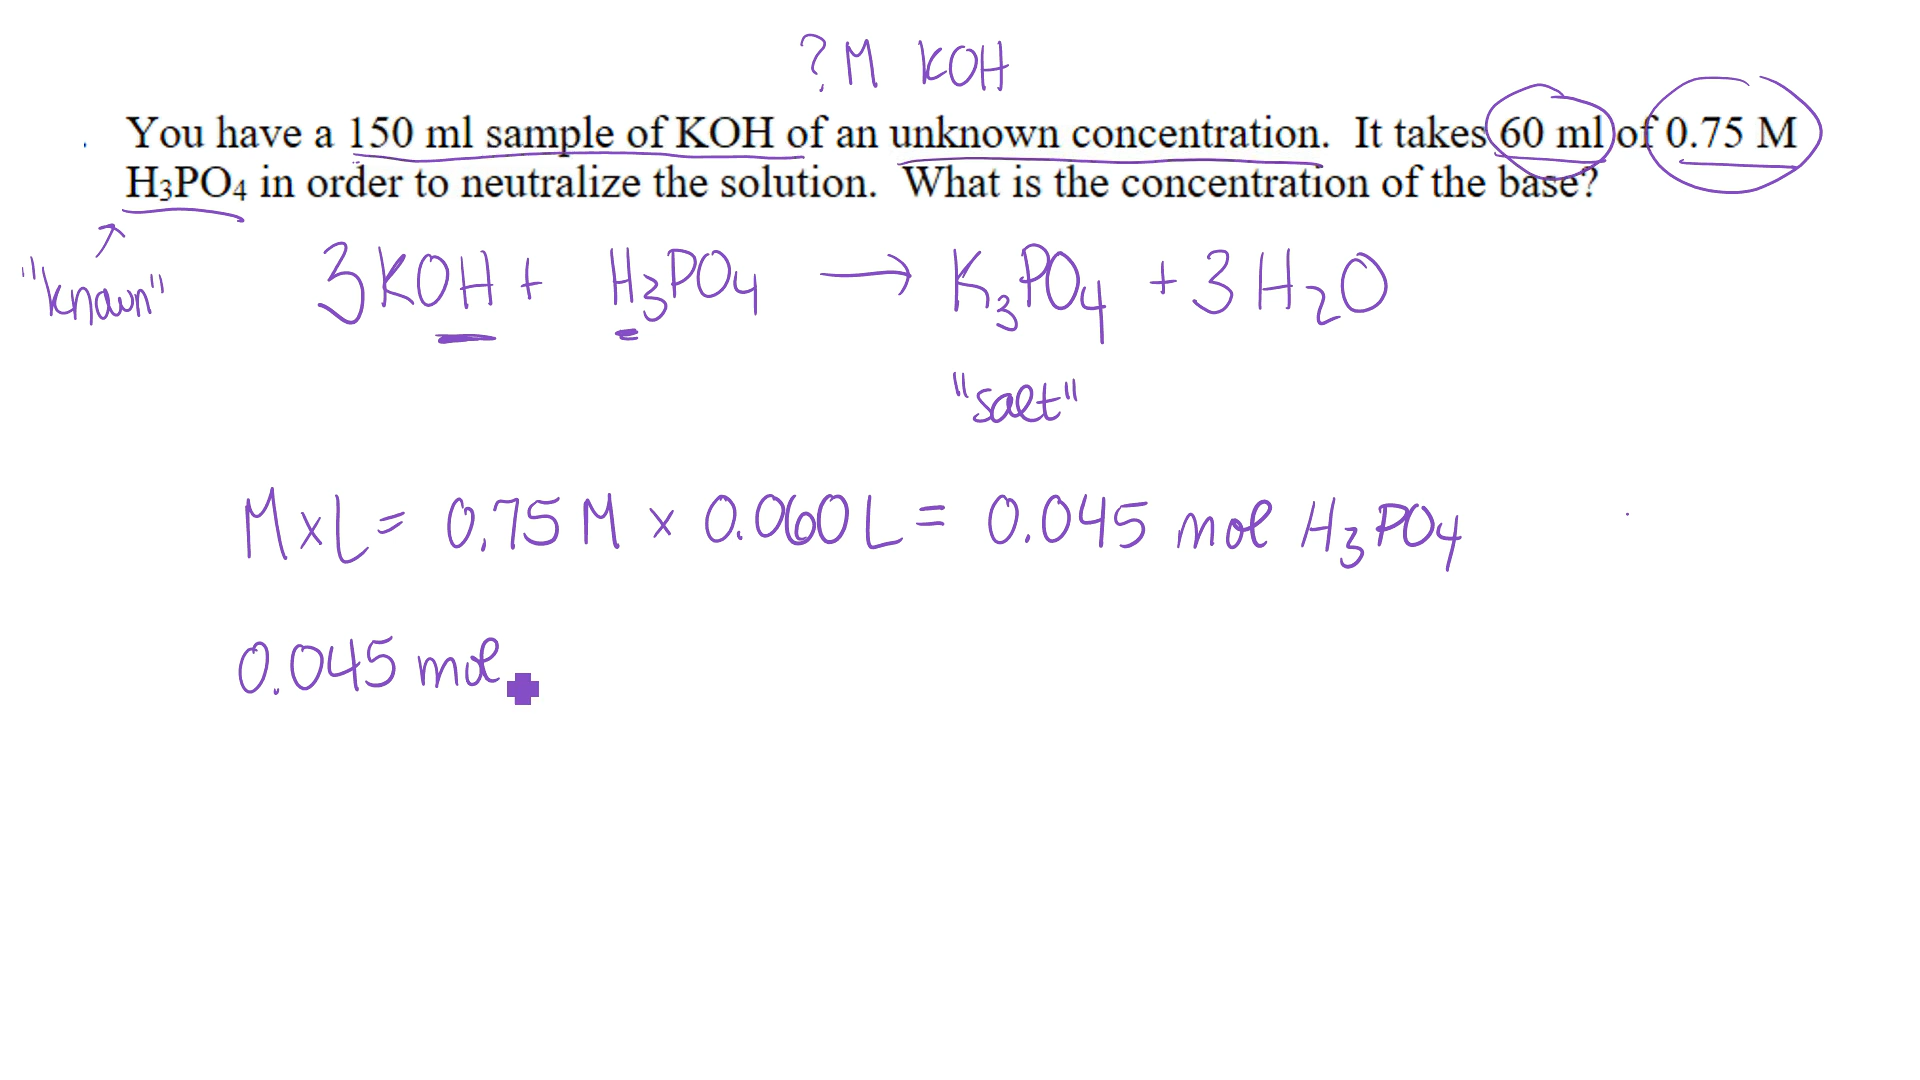 ? M KOH
You have a 150 ml sample of KOH of an unknown concentration. It takes 60 ml of 0.75 M
H₃PO₄ in order to neutralize the solution. What is the concentration of the base?
"known"
3KOH + H₃PO₄ → K₃PO₄ + 3H₂O
"salt"
M x L = 0.75 M x 0.060 L = 0.045 mol H₃PO₄
0.045 mol